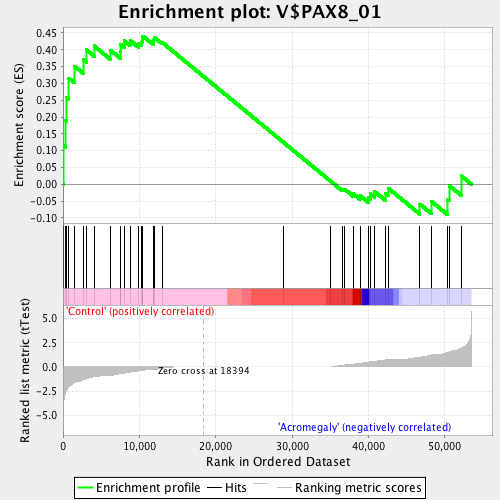 Enrichment plot: V$PAX8_01
Enrichment score (ES)
0.45
0.40
0.35
0.30
0.25
0.20
0.15
0.10
0.05
0.00
-0.05
-0.10
Ranked list metric (tTest)
'Control' (positively correlated)
5.0
2.5
0.0
-2.5
-5.0
Zero cross at 18394
'Acromegaly' (negatively correlated)
0
10,000
20,000
30,000
40,000
50,000
Rank in Ordered Dataset
Enrichment profile
Hits
Ranking metric scores